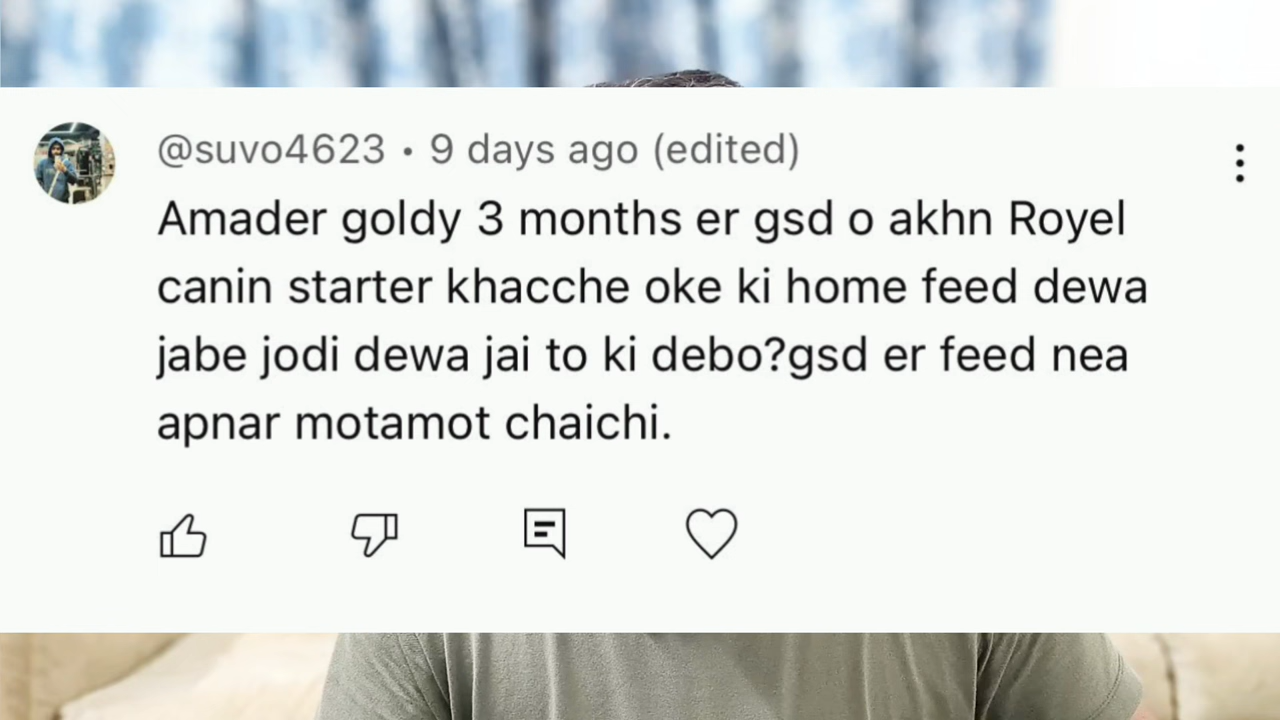 @suvo4623 • 9 days ago (edited)
Amader goldy 3 months er gsd o akhn Royel
canin starter khacche oke ki home feed dewa
jabe jodi dewa jai to ki debo?gsd er feed nea
apnar motamot chaichi.